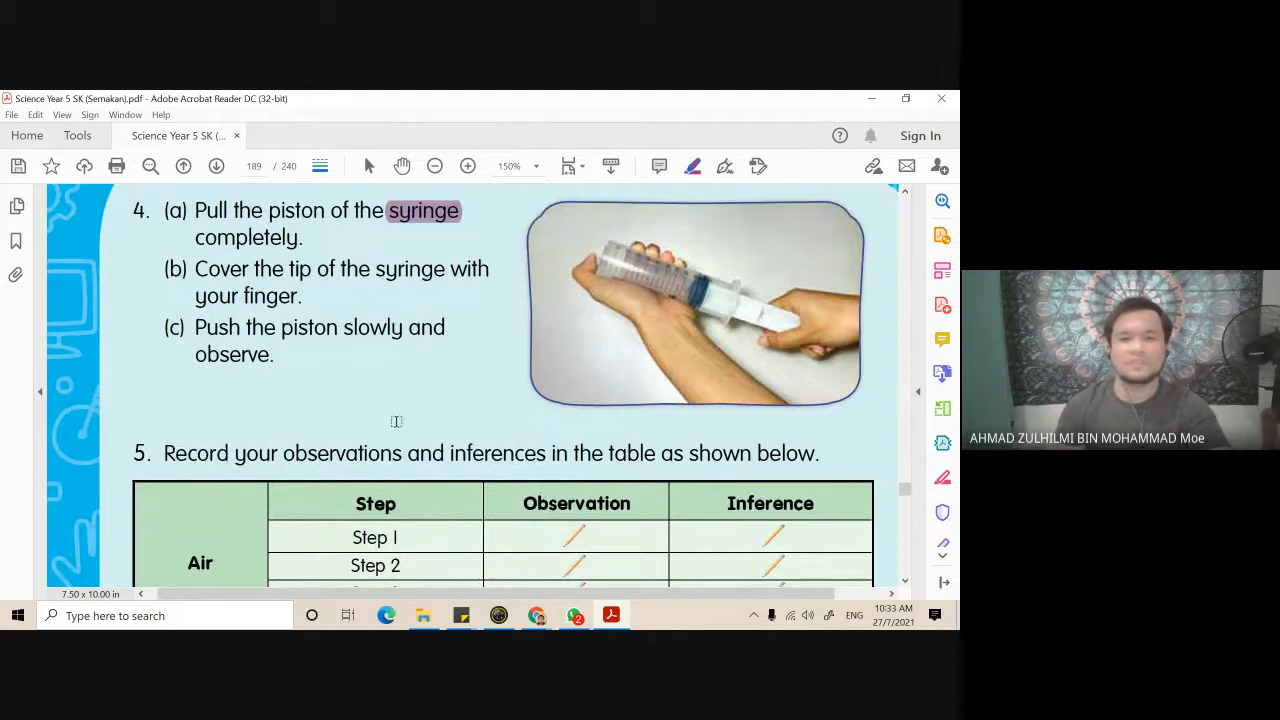 Science Year 5 SK (Semakan).pdf - Adobe Acrobat Reader DC (32-bit)
File Edit View Sign Window Help
Home Tools Science Year 5 SK (... × Sign In
189 / 240 150%
4. (a) Pull the piston of the syringe
completely.
(b) Cover the tip of the syringe with
your finger.
(c) Push the piston slowly and
observe.
5. Record your observations and inferences in the table as shown below.
Step Observation Inference
Step 1
Air
Step 2
7.50 x 10.00 in
AHMAD ZULHILMI BIN MOHAMMAD Moe
Type here to search
2
ENG
10:33 AM
27/7/2021